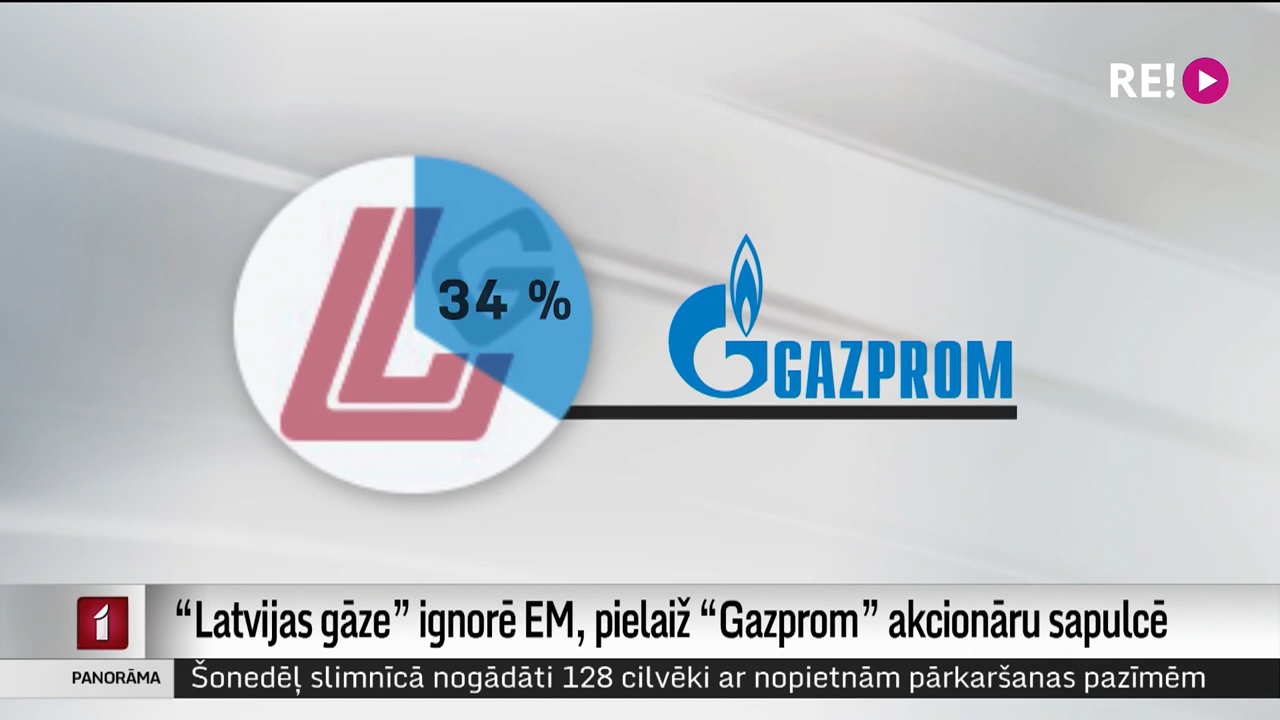 RE!
34 %
GAZPROM
“Latvijas gāze” ignorē EM, pielaiž “Gazprom” akcionāru sapulcē
1
PANORĀMA
Šonedēļ slimnīcā nogādāti 128 cilvēki ar nopietnām pārkaršanas pazīmēm